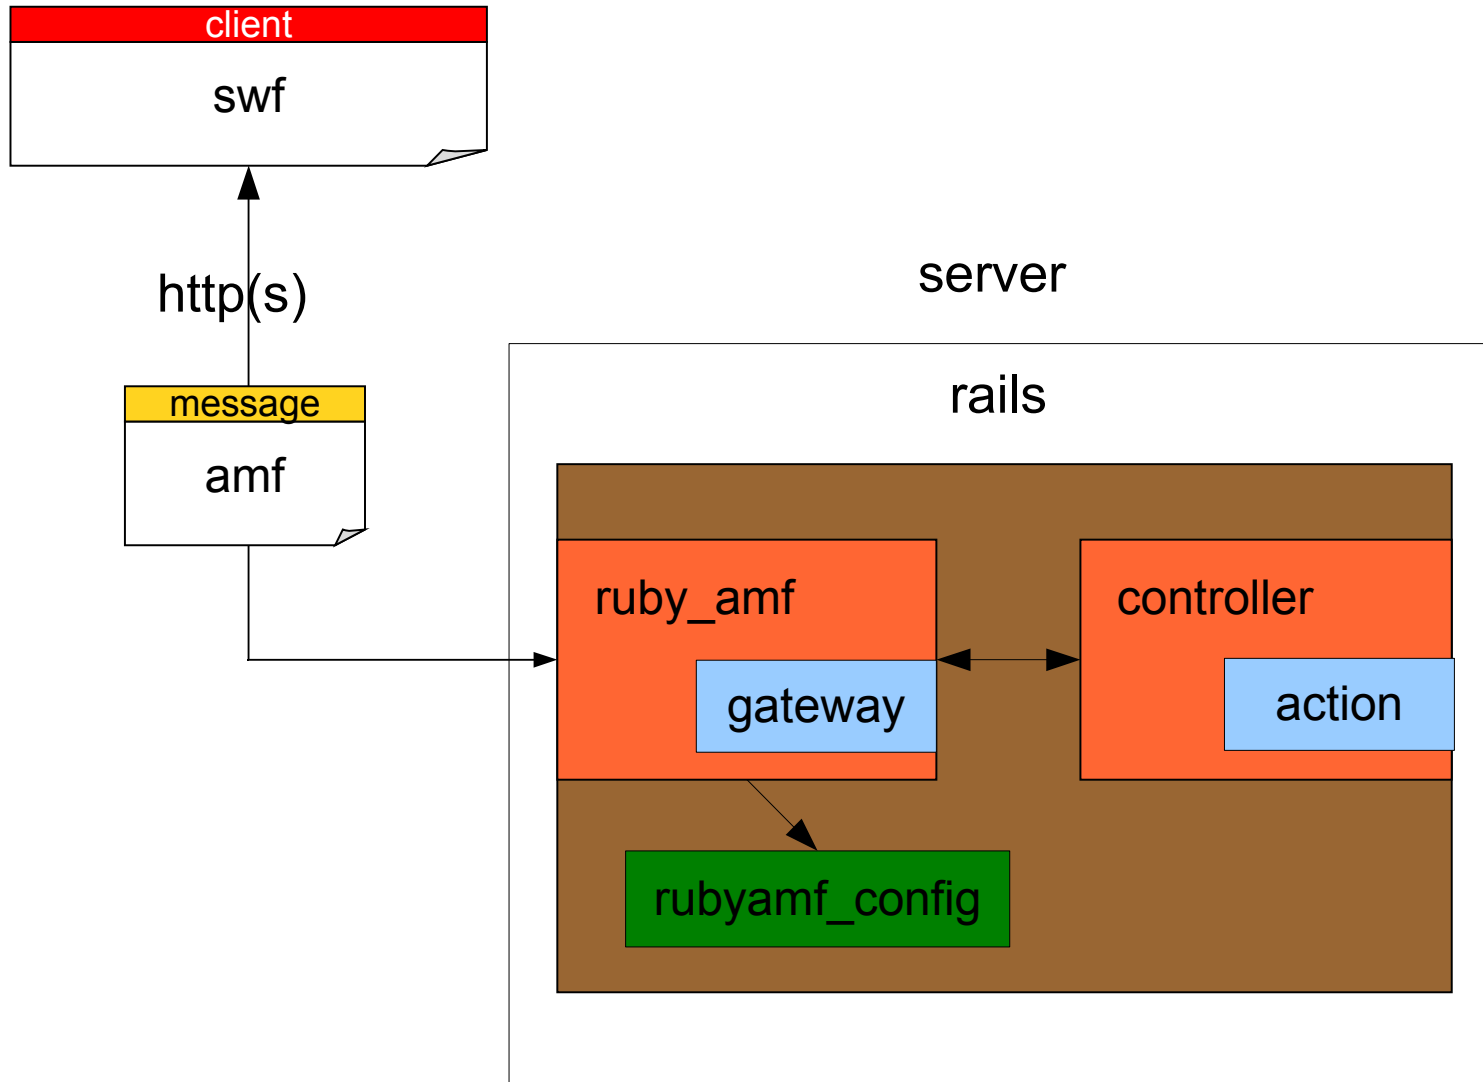 client
swf
http(s)
server
message
rails
amf
ruby_amf
controller
gateway
action
rubyamf_config